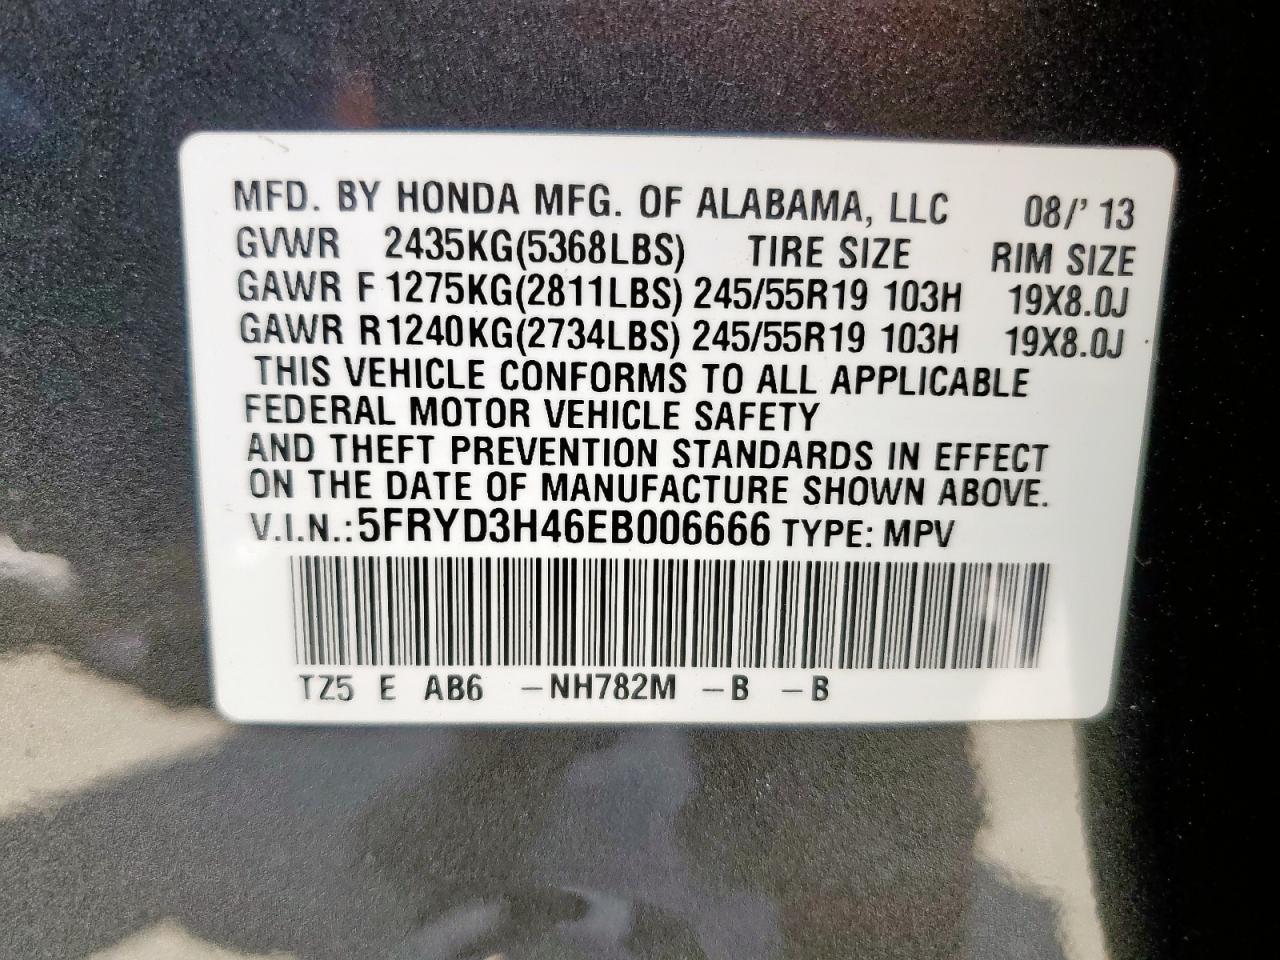 MFD. BY HONDA MFG. OF ALABAMA, LLC 08/' 13
GVWR 2435KG(5368LBS) TIRE SIZE RIM SIZE
GAWR F 1275KG(2811LBS) 245/55R19 103H 19X8.0J
GAWR R1240KG(2734LBS) 245/55R19 103H 19X8.0J
THIS VEHICLE CONFORMS TO ALL APPLICABLE
FEDERAL MOTOR VEHICLE SAFETY
AND THEFT PREVENTION STANDARDS IN EFFECT
ON THE DATE OF MANUFACTURE SHOWN ABOVE.
V.I.N.:5FRYD3H46EB006666 TYPE: MPV
TZ5 E AB6 -NH782M -B -B